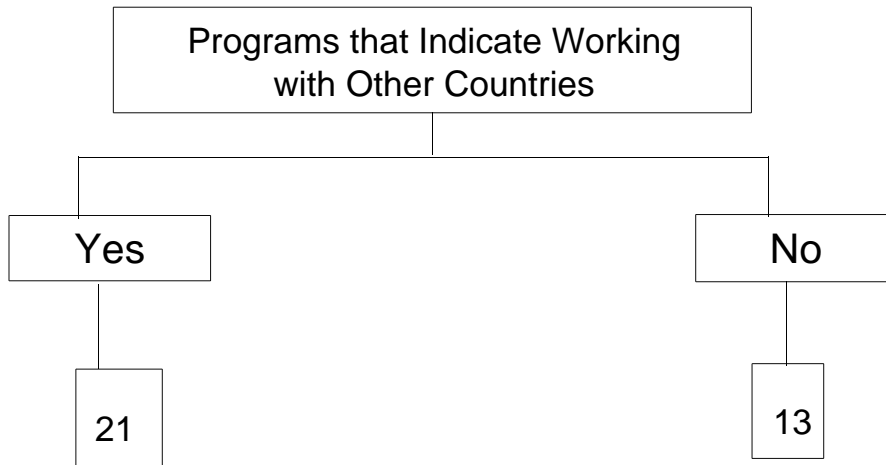 Programs that Indicate Working
with Other Countries
Yes
No
21
13